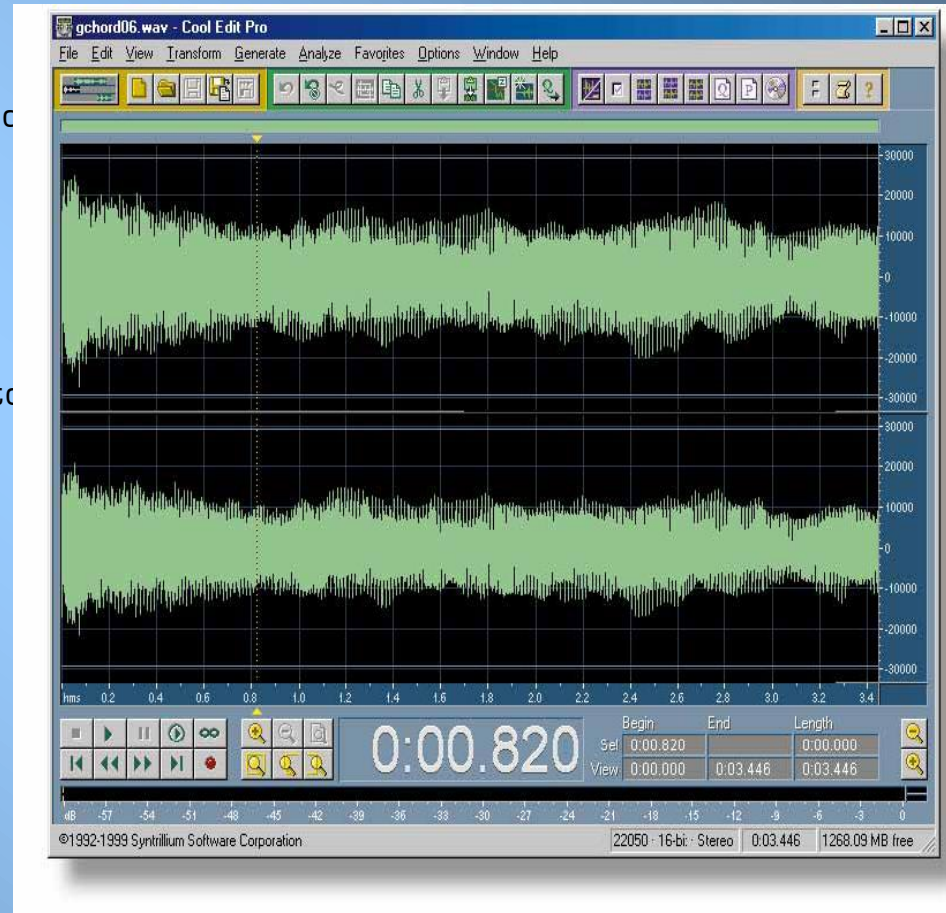 gchord06.wav - Cool Edit Pro
File Edit View Transform Generate Analyze Favorites Options Window Help
F
F
Q P
2
?
30000
20000
10000
0
-10000
-20000
-30000
30000
20000
10000
0
-10000
-20000
-30000
hms 0.2 0.4 0.6 0.8 1.0 1.2 1.4 1.6 1.8 2.0 2.2 2.4 2.6 2.8 3.0 3.2 3.4
0:00.820
Begin End Length
Sel 0:00.820 0:00.000
View 0:00.000 0:03.446 0:03.446
dB -57 -54 -51 -48 -45 -42 -39 -36 -33 -30 -27 -24 -21 -18 -15 -12 -9 -6 -3 0
©1992-1999 Syntrillium Software Corporation 22050 · 16-bi: · Stereo 0:03.446 1268.09 MB free